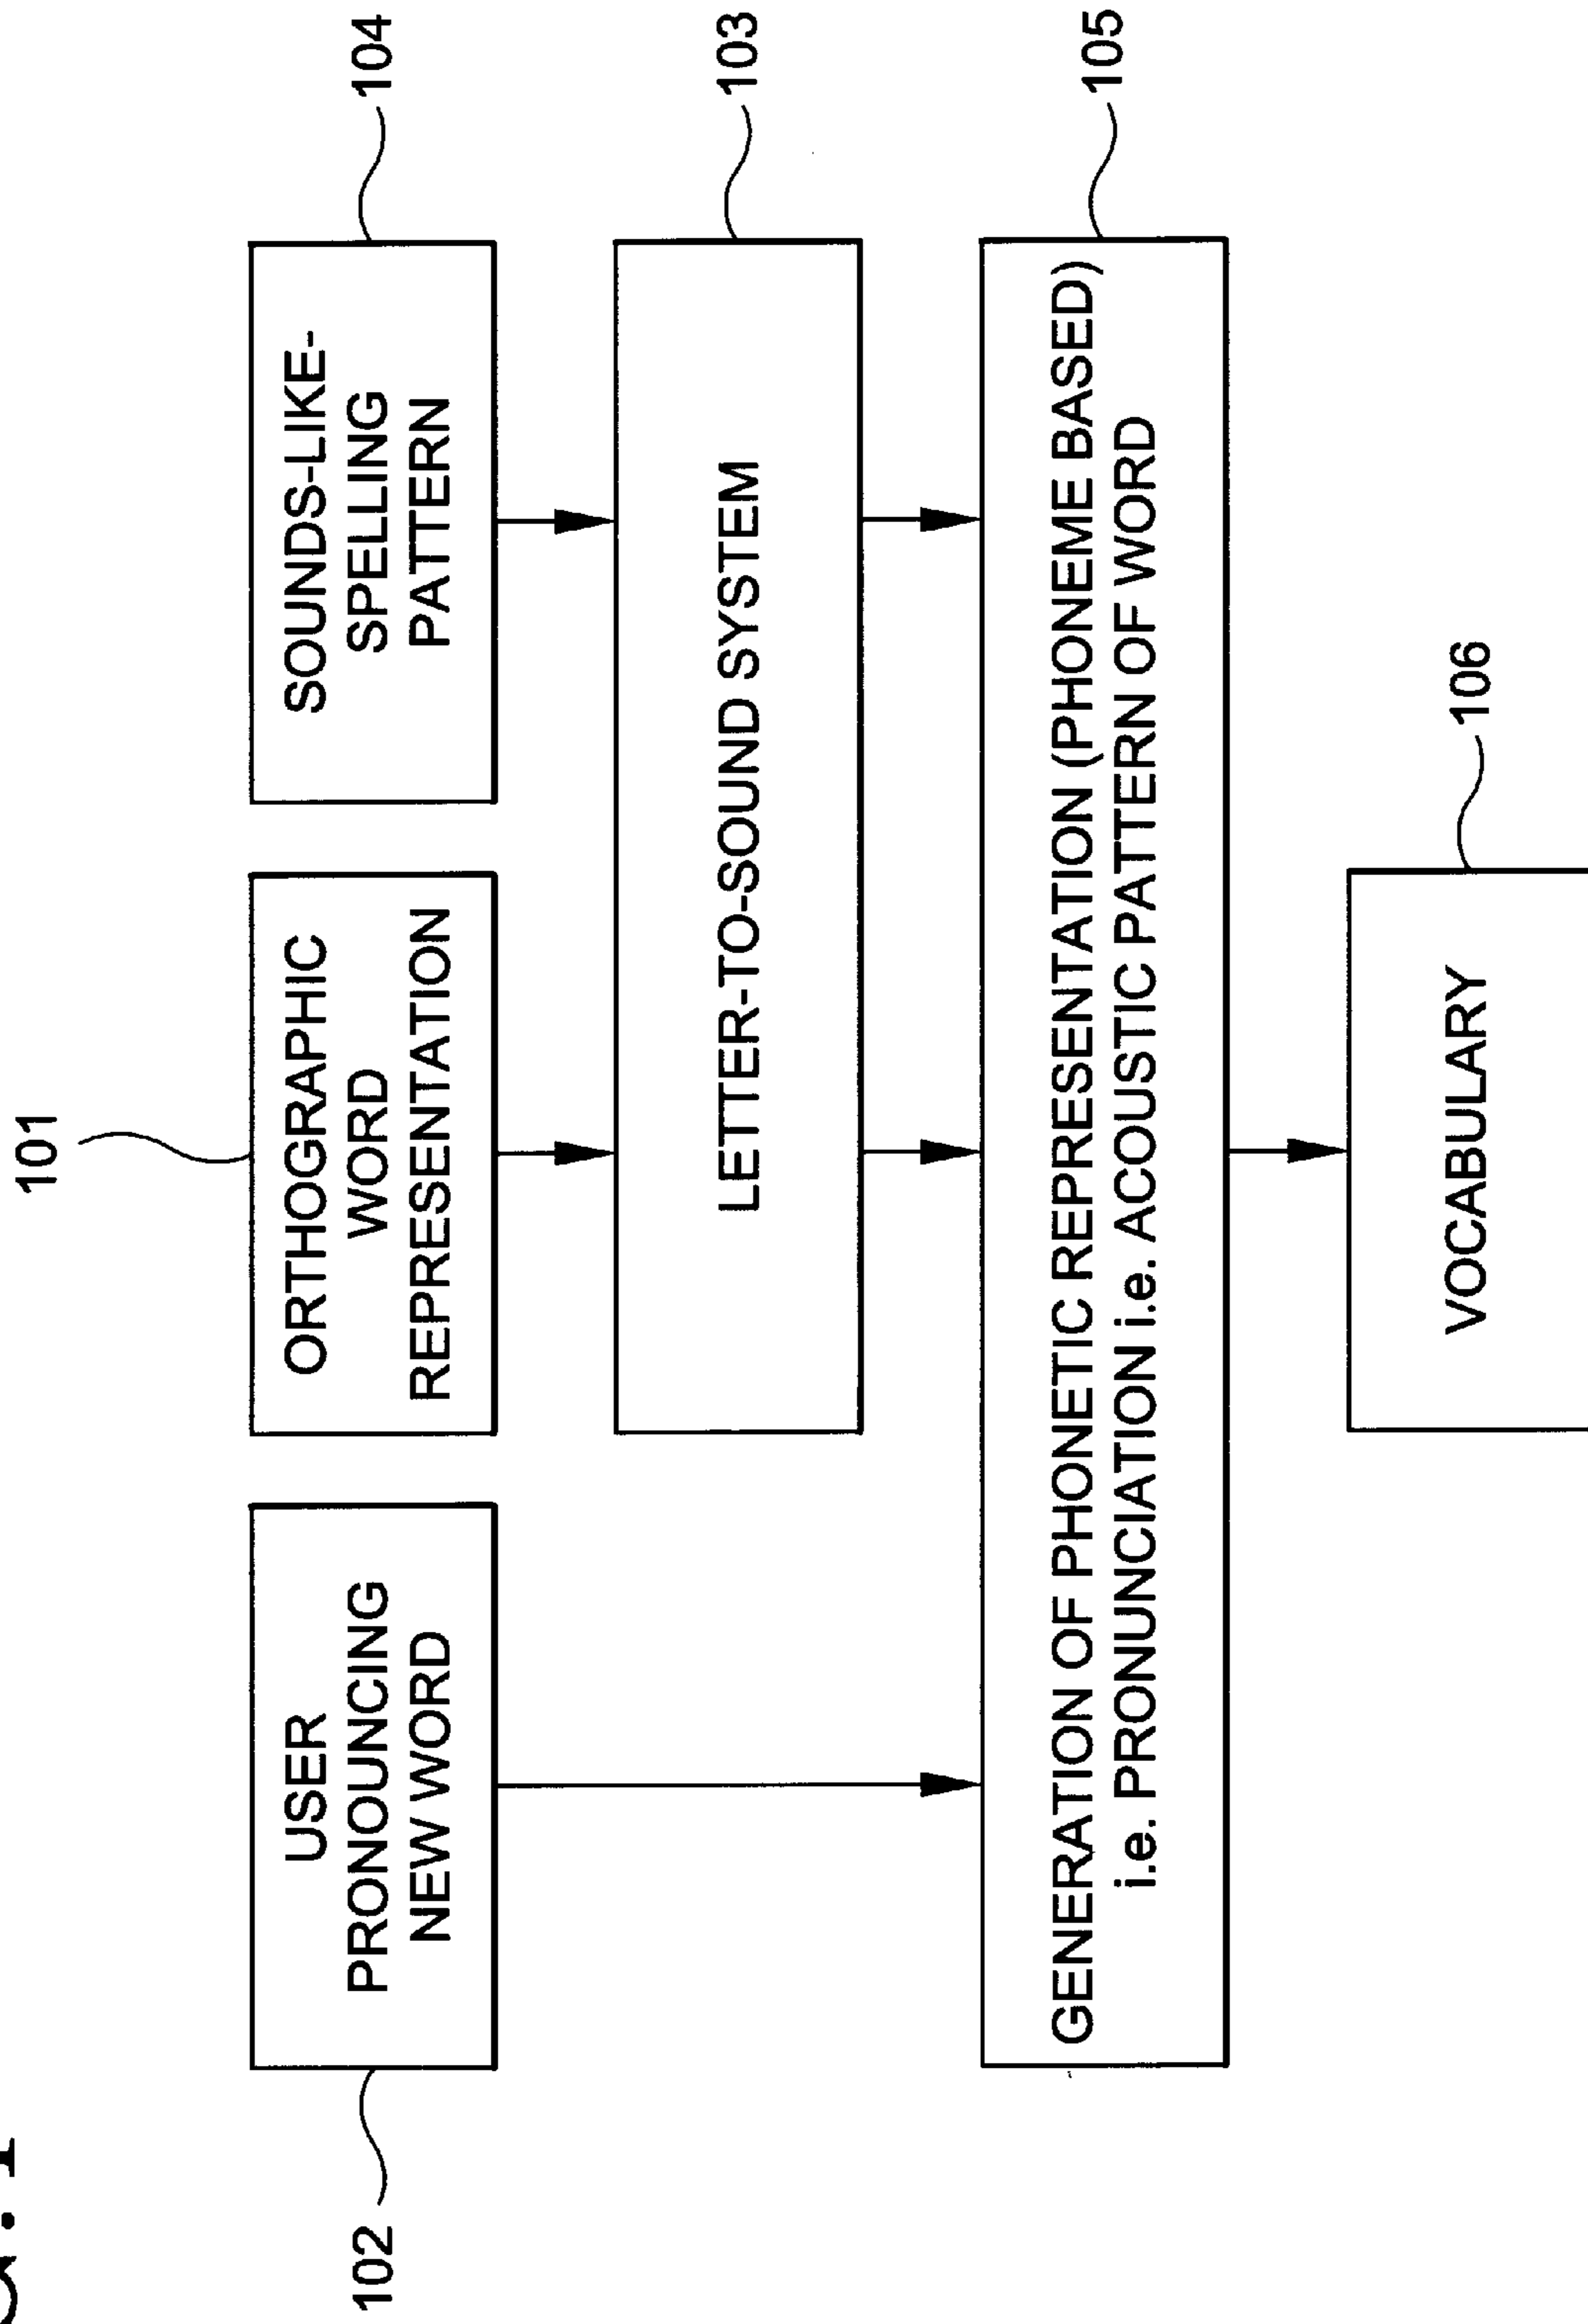 101
102
USER
PRONOUNCING
NEW WORD
ORTHOGRAPHIC
WORD
REPRESENTATION
SOUNDS-LIKE-
SPELLING
PATTERN
104
LETTER-TO-SOUND SYSTEM
103
GENERATION OF PHONETIC REPRESENTATION (PHONEME BASED)
i.e. PRONUNCIATION i.e. ACOUSTIC PATTERN OF WORD
105
VOCABULARY
106